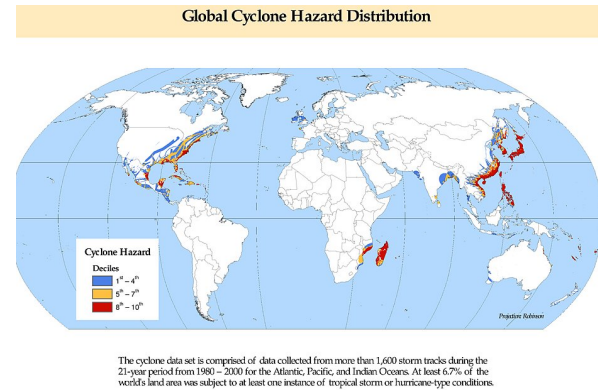 Global Cyclone Hazard Distribution
Cyclone Hazard
Deciles
1st – 4th
5th – 7th
8th – 10th
Projection: Robinson
The cyclone data set is comprised of data collected from more than 1,600 storm tracks during the
21-year period from 1980 – 2000 for the Atlantic, Pacific, and Indian Oceans. At least 6.7% of the
world's land area was subject to at least one instance of tropical storm or hurricane-type conditions.